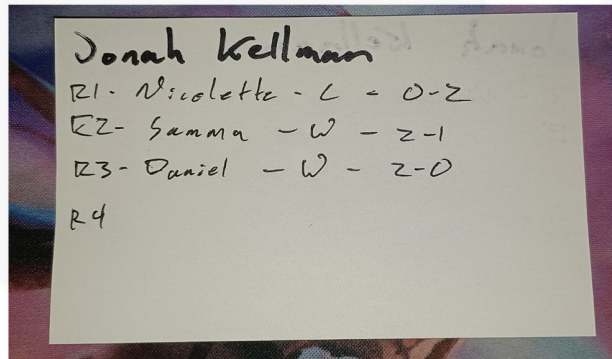 Jonah Kellman
R1- Nicolette - L - 0-2
R2- Samma - W - 2-1
R3- Daniel - W - 2-0
R4